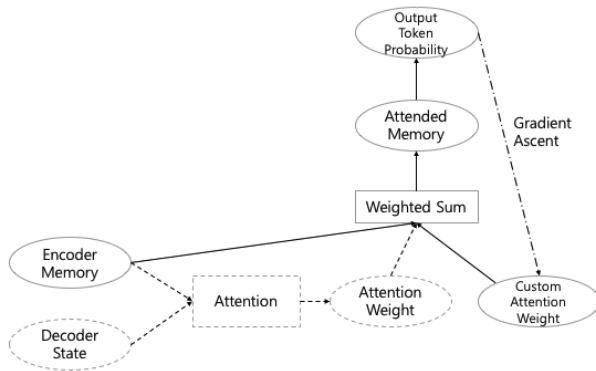 Output
Token
Probability
Attended
Memory
Gradient
Ascent
Weighted Sum
Encoder
Memory
Attention
Attention
Weight
Custom
Attention
Weight
Decoder
State